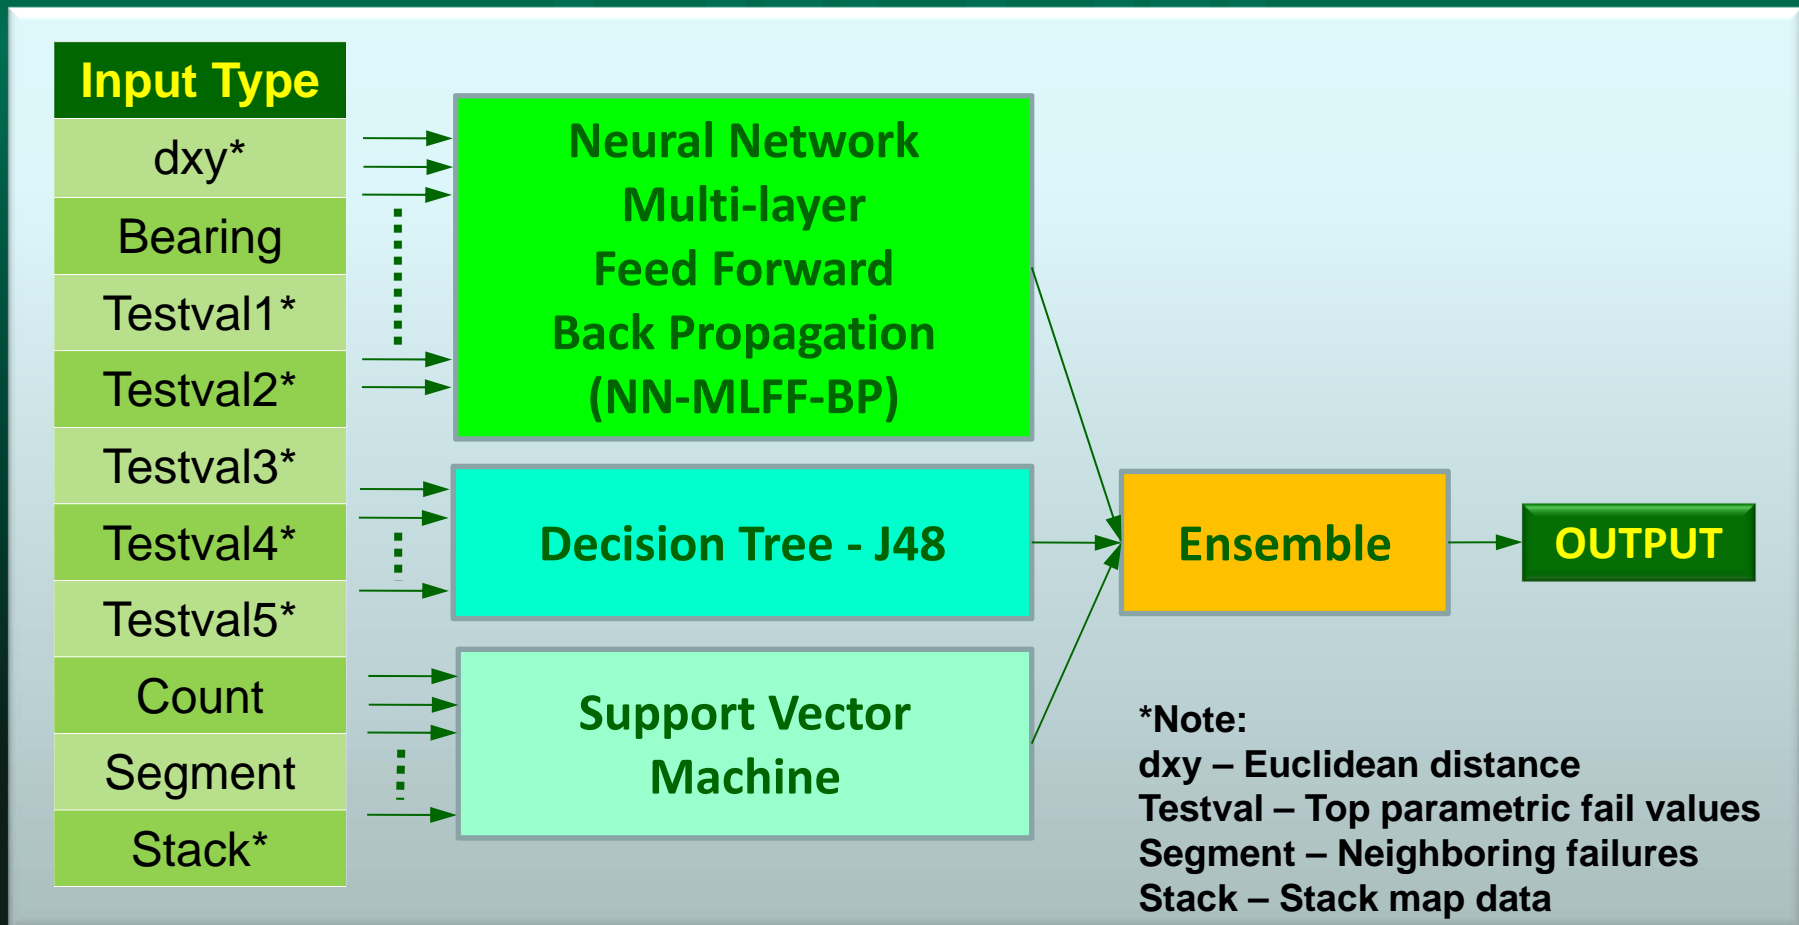 Input Type
dxy*
Bearing
Testval1*
Testval2*
Testval3*
Testval4*
Testval5*
Count
Segment
Stack*
Neural Network
Multi-layer
Feed Forward
Back Propagation
(NN-MLFF-BP)
Decision Tree - J48
Support Vector
Machine
Ensemble
OUTPUT
*Note:
dxy – Euclidean distance
Testval – Top parametric fail values
Segment – Neighboring failures
Stack – Stack map data